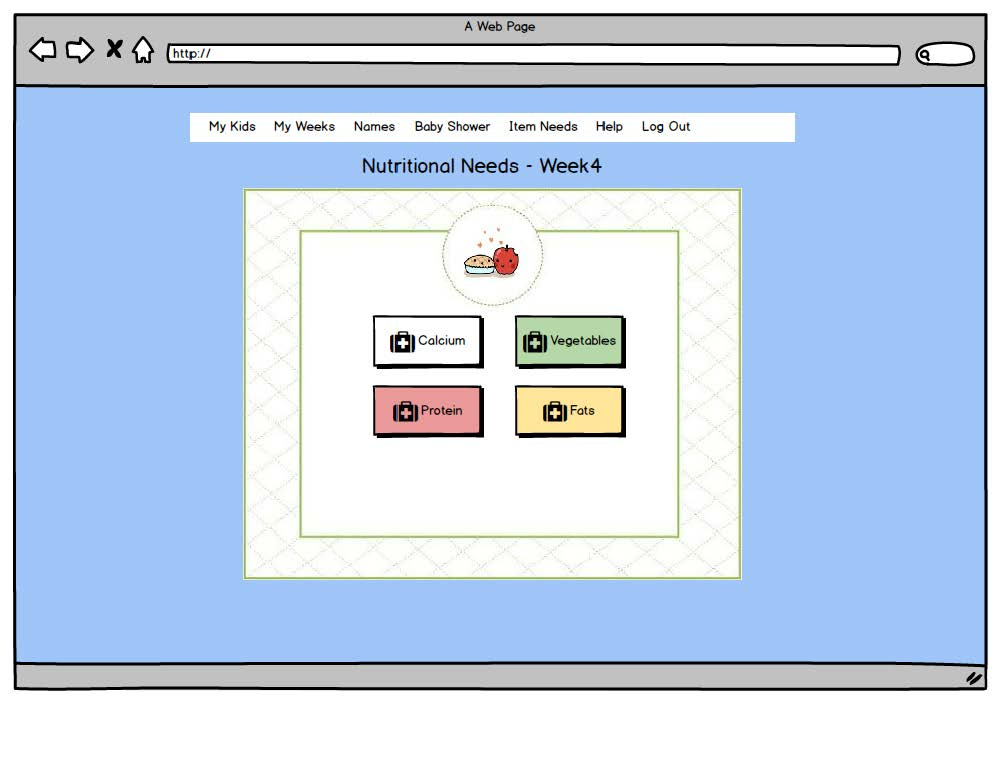 A Web Page
http://
My Kids My Weeks Names Baby Shower Item Needs Help Log Out
Nutritional Needs - Week4
Calcium Vegetables
Protein Fats